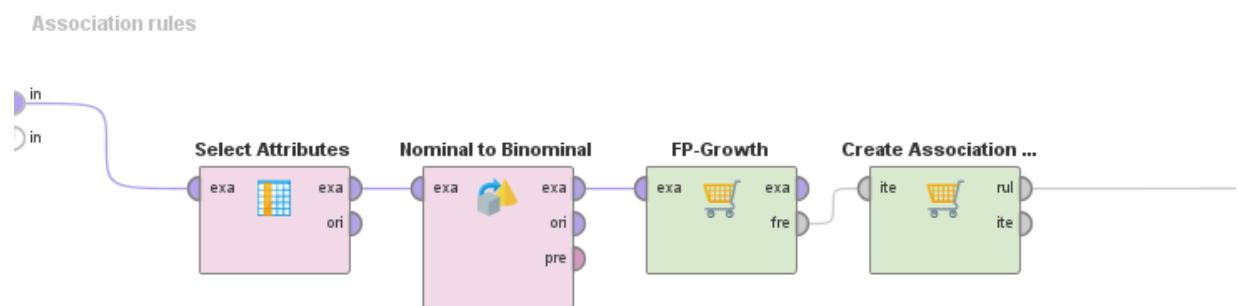 Association rules
in
in
Select Attributes
exa
exa
ori
Nominal to Binominal
exa
exa
ori
pre
FP-Growth
exa
exa
fre
Create Association ...
ite
rul
ite